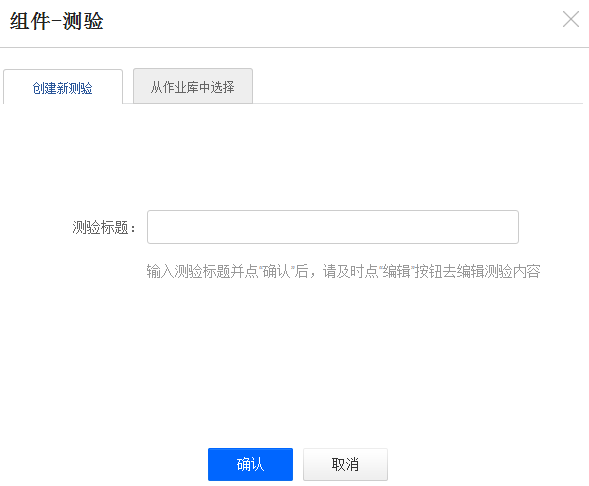 组件-测验
创建新测验
从作业库中选择
测验标题：
输入测验标题并点“确认”后，请及时点“编辑”按钮去编辑测验内容
确认
取消